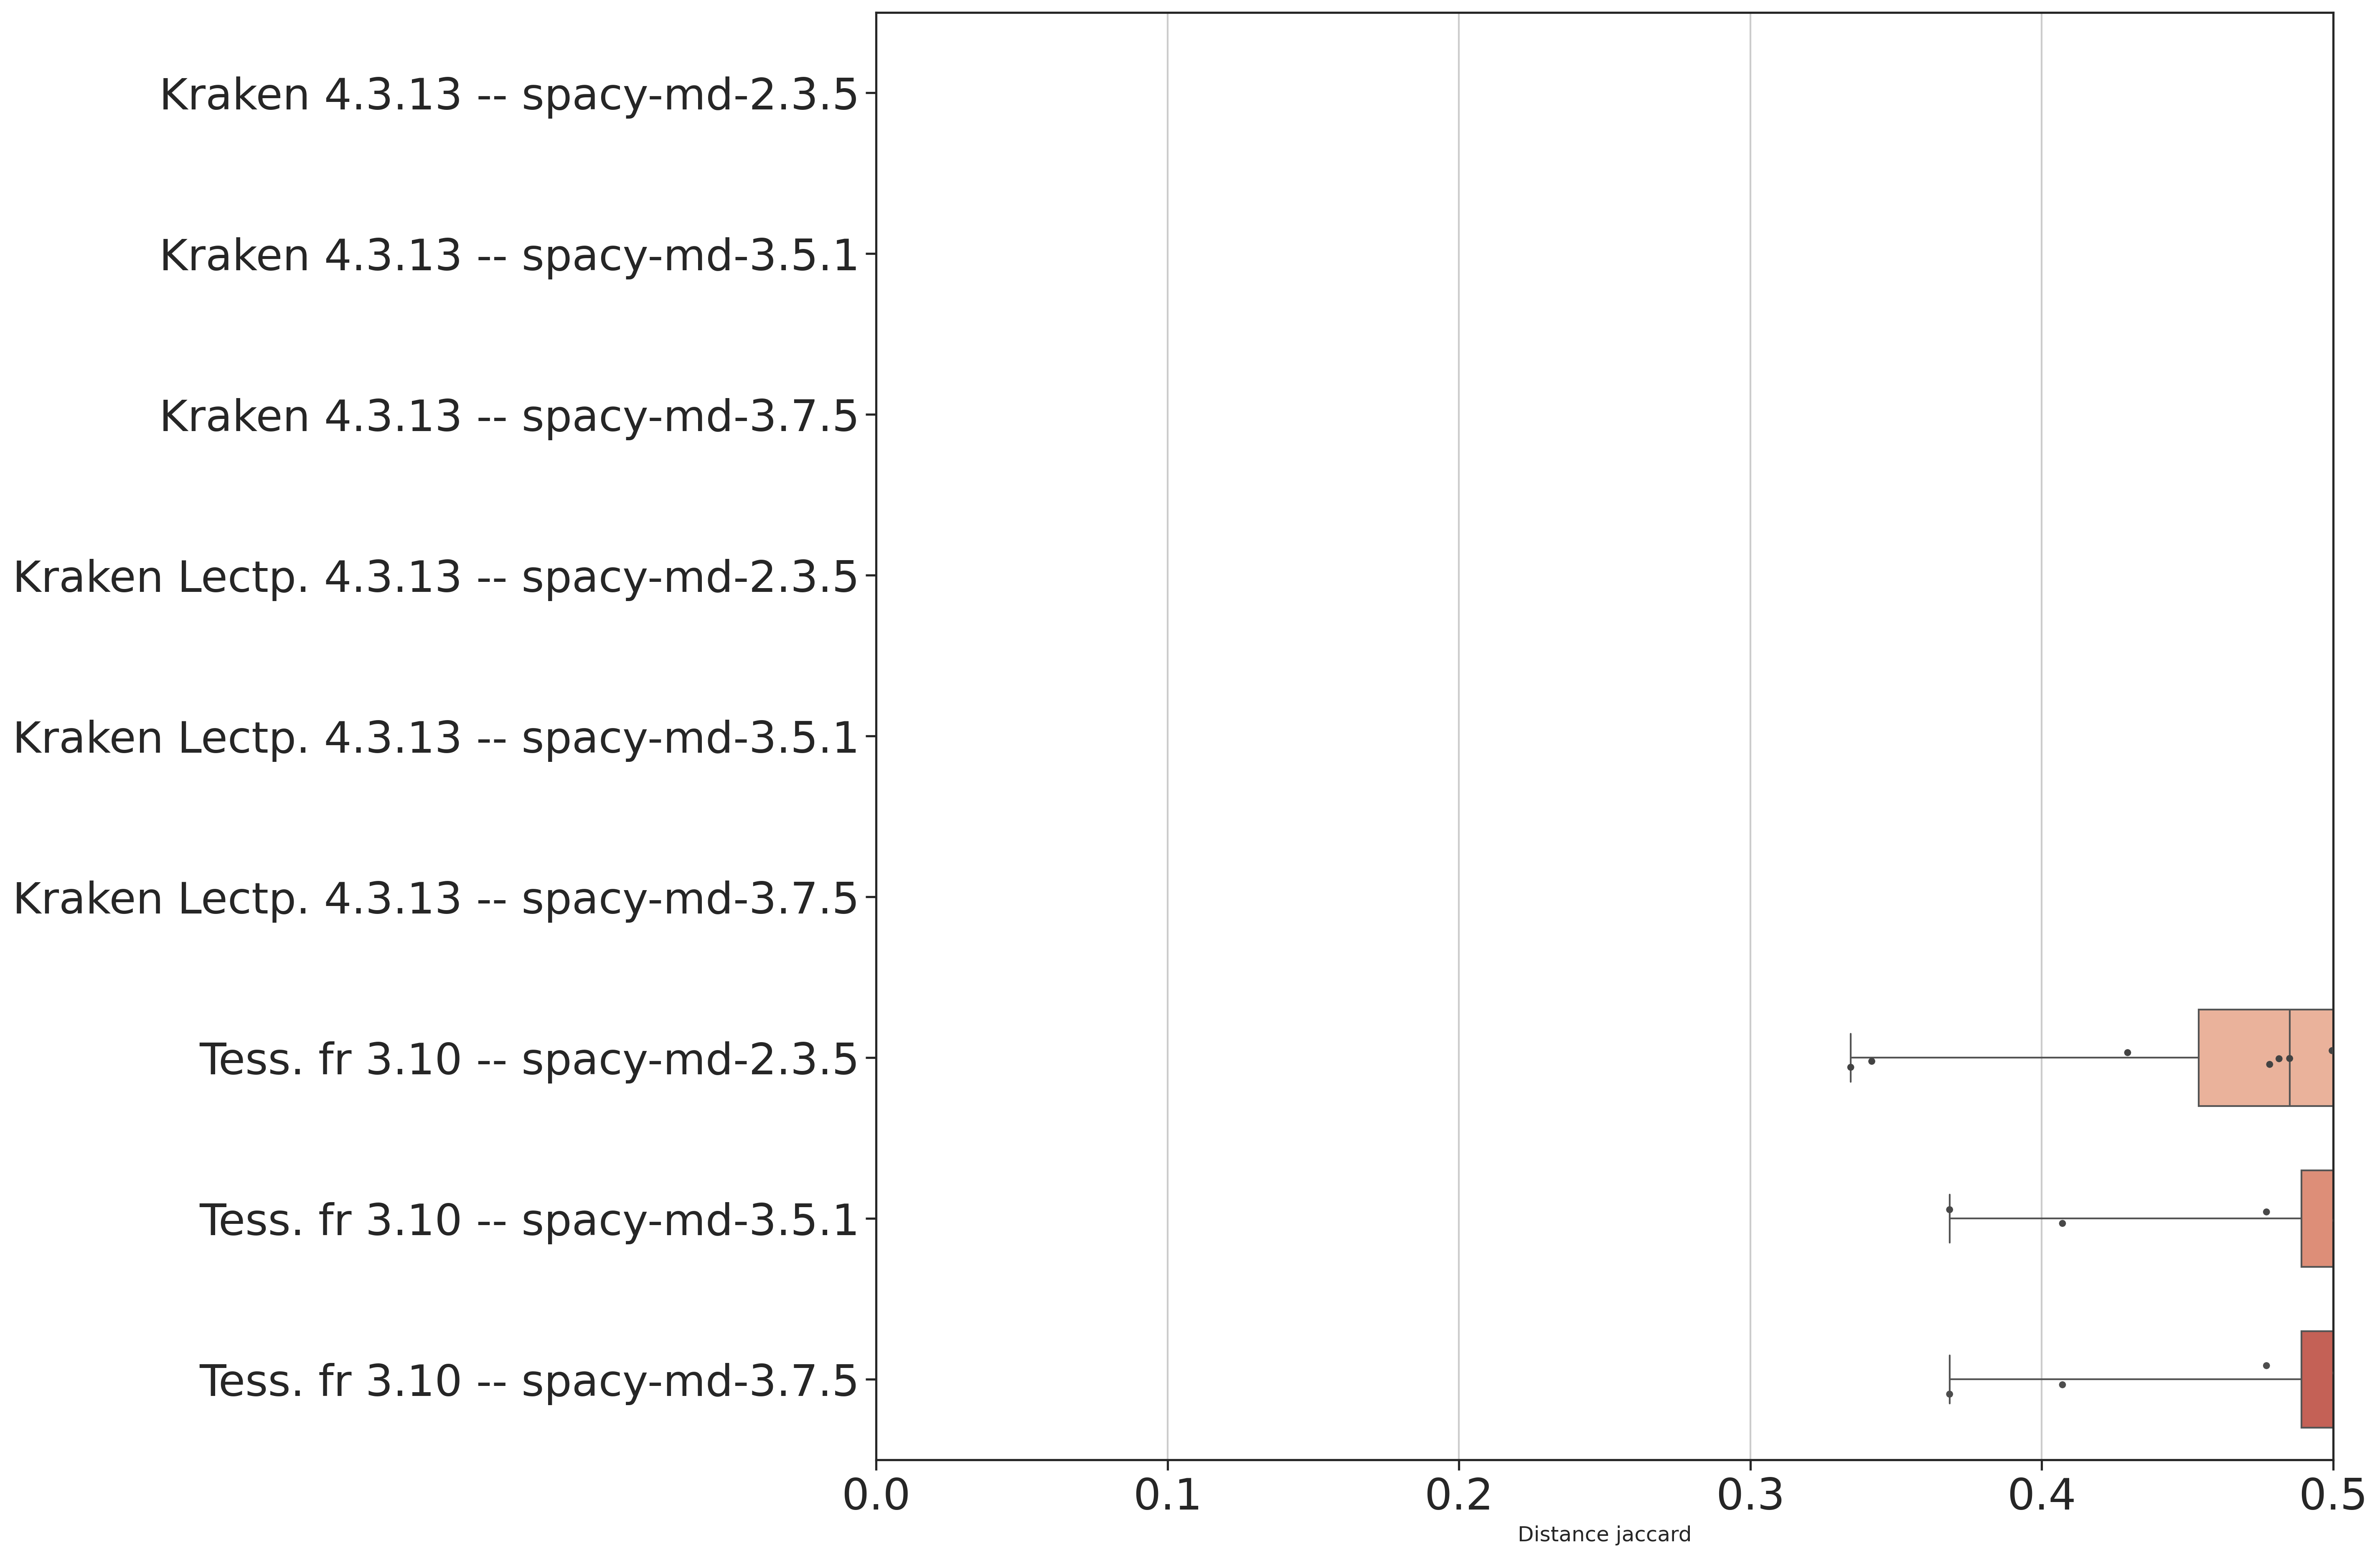 Kraken 4.3.13 -- spacy-md-2.3.5
Kraken 4.3.13 -- spacy-md-3.5.1
Kraken 4.3.13 -- spacy-md-3.7.5
Kraken Lectp. 4.3.13 -- spacy-md-2.3.5
Kraken Lectp. 4.3.13 -- spacy-md-3.5.1
Kraken Lectp. 4.3.13 -- spacy-md-3.7.5
Tess. fr 3.10 -- spacy-md-2.3.5
Tess. fr 3.10 -- spacy-md-3.5.1
Tess. fr 3.10 -- spacy-md-3.7.5
0.0 0.1 0.2 0.3 0.4 0.5
Distance jaccard